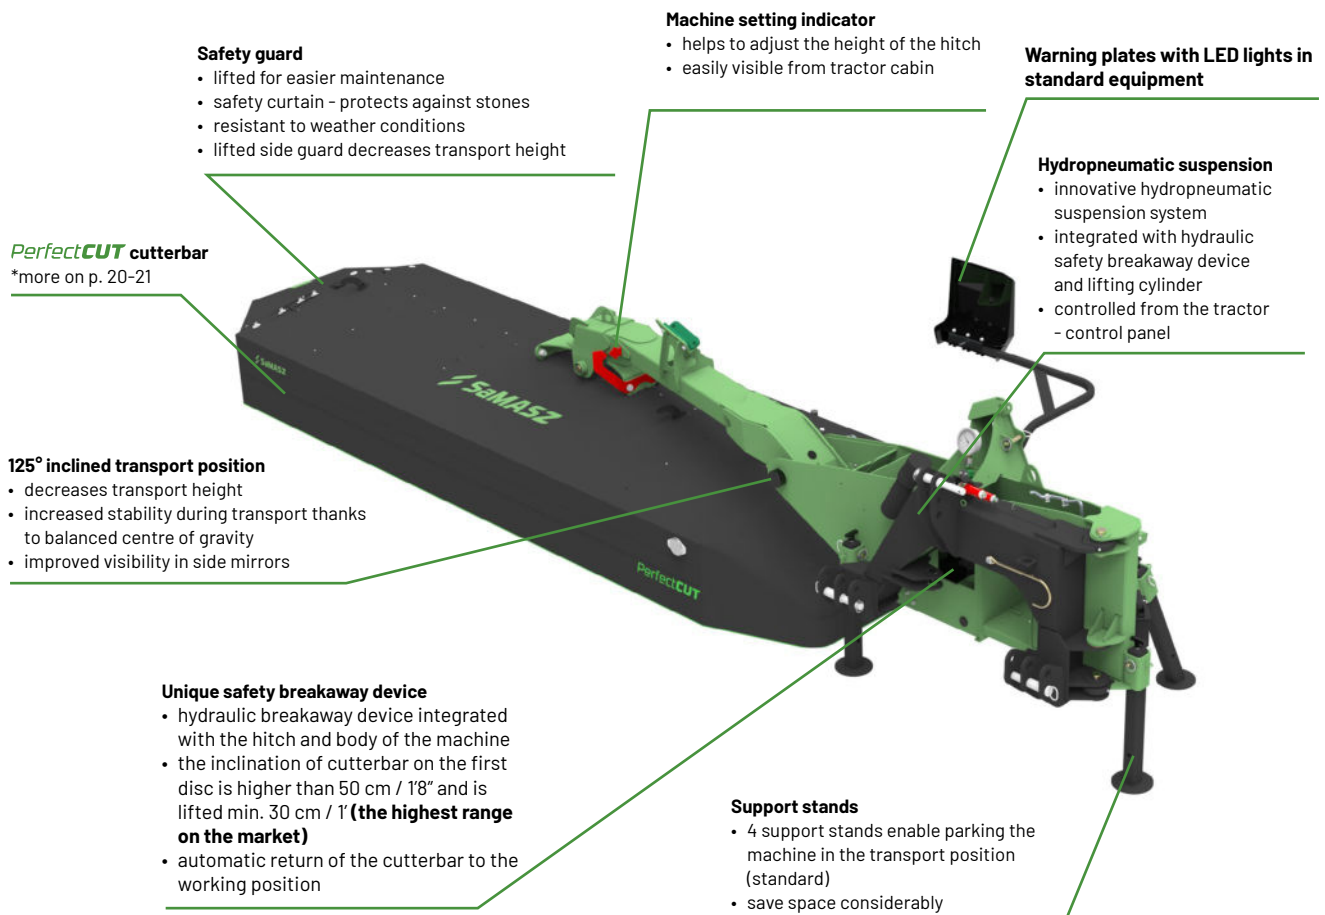 Machine setting indicator
• helps to adjust the height of the hitch
• easily visible from tractor cabin
Safety guard
• lifted for easier maintenance
• safety curtain - protects against stones
• resistant to weather conditions
• lifted side guard decreases transport height
Warning plates with LED lights in
standard equipment
Hydropneumatic suspension
• innovative hydropneumatic
suspension system
• integrated with hydraulic
safety breakaway device
and lifting cylinder
• controlled from the tractor
- control panel
PerfectCUT cutterbar
*more on p. 20-21
SaMASZ
SaMASZ
PerfectCUT
125° inclined transport position
• decreases transport height
• increased stability during transport thanks
to balanced centre of gravity
• improved visibility in side mirrors
Unique safety breakaway device
• hydraulic breakaway device integrated
with the hitch and body of the machine
• the inclination of cutterbar on the first
disc is higher than 50 cm / 1'8" and is
lifted min. 30 cm / 1' (the highest range
on the market)
• automatic return of the cutterbar to the
working position
Support stands
• 4 support stands enable parking the
machine in the transport position
(standard)
• save space considerably